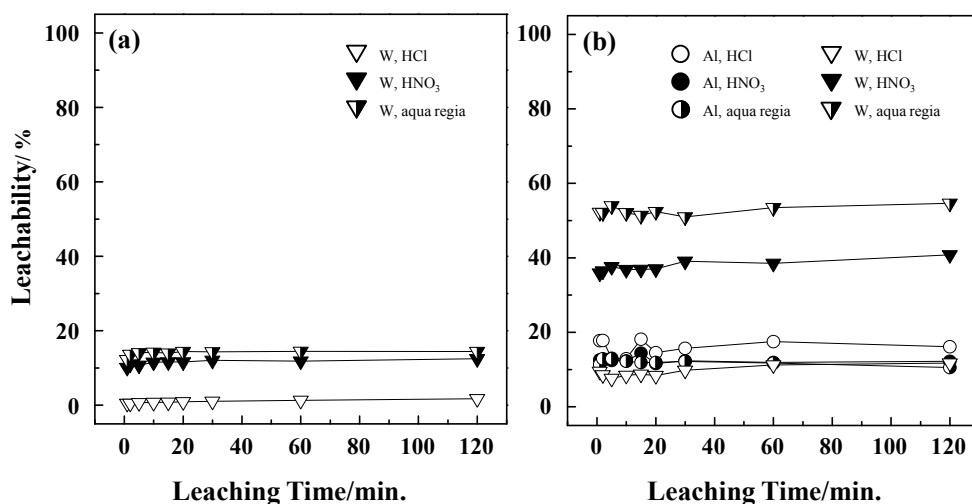 (a)
W, HCl
W, HNO₃
W, aqua regia
100
80
60
40
20
0
0 20 40 60 80 100 120
Leaching Time/min.
Leachability/%
(b)
Al, HCl W, HCl
Al, HNO₃ W, HNO₃
Al, aqua regia W, aqua regia
100
80
60
40
20
0
0 20 40 60 80 100 120
Leaching Time/min.